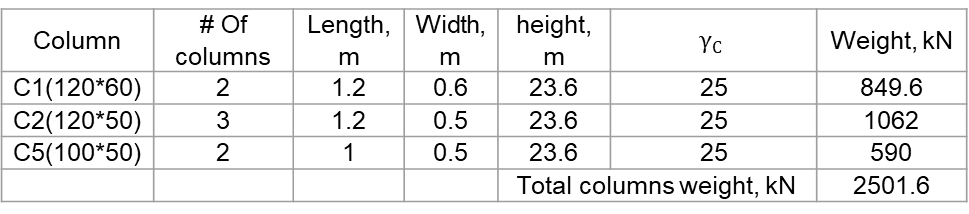 Column # Of columns Length, m Width, m height, m γC Weight, kN
C1(120*60) 2 1.2 0.6 23.6 25 849.6
C2(120*50) 3 1.2 0.5 23.6 25 1062
C5(100*50) 2 1 0.5 23.6 25 590
Total columns weight, kN 2501.6